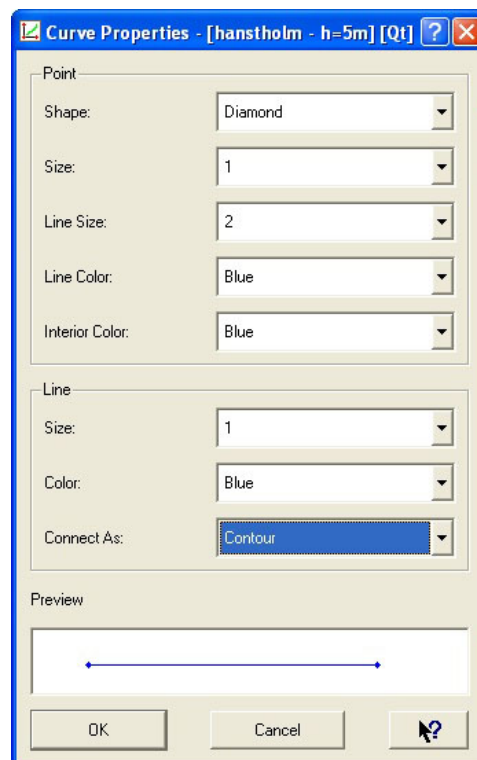 Curve Properties - [hanstholm - h=5m] [Qt]
Point
Shape: Diamond
Size: 1
Line Size: 2
Line Color: Blue
Interior Color: Blue
Line
Size: 1
Color: Blue
Connect As: Contour
Preview
OK Cancel ?